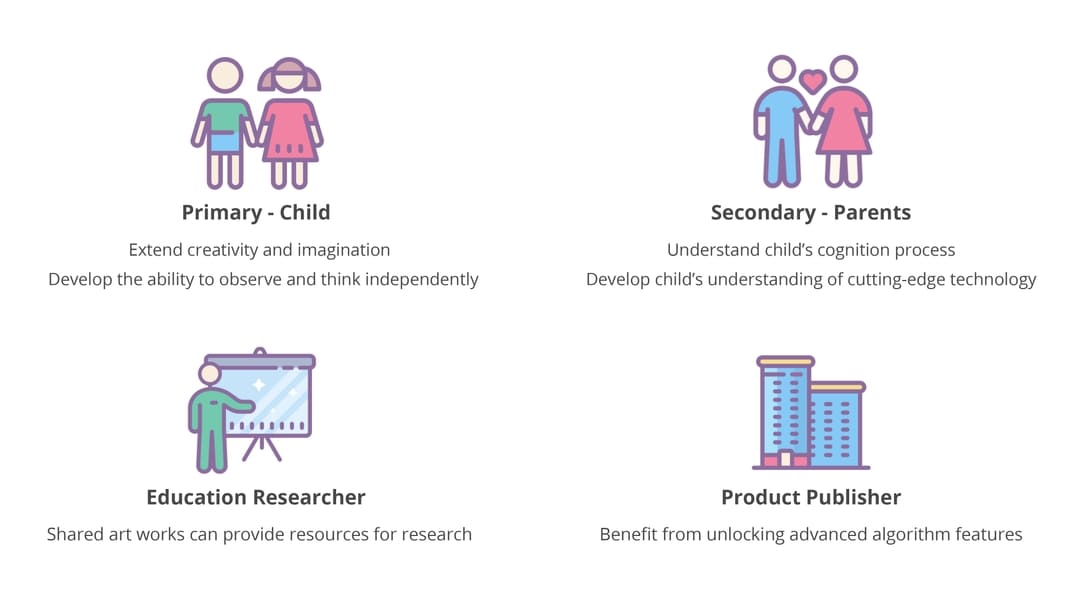 Primary - Child
Extend creativity and imagination
Develop the ability to observe and think independently
Secondary - Parents
Understand child’s cognition process
Develop child’s understanding of cutting-edge technology
Education Researcher
Shared art works can provide resources for research
Product Publisher
Benefit from unlocking advanced algorithm features